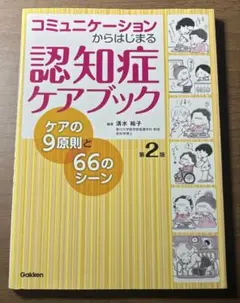 コミュニケーション
からはじまる
認知症
ケアブック
ケアの
9原則と
66の
シーン
編著 清水 裕子
第2版
Gakken